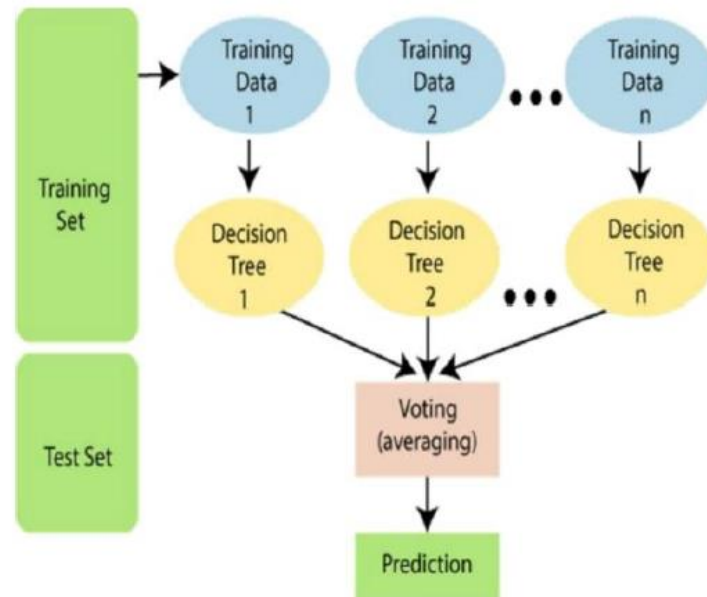 Training
Set
Test Set
Training
Data
1
Training
Data
2
Training
Data
n
Decision
Tree
1
Decision
Tree
2
Decision
Tree
n
Voting
(averaging)
Prediction